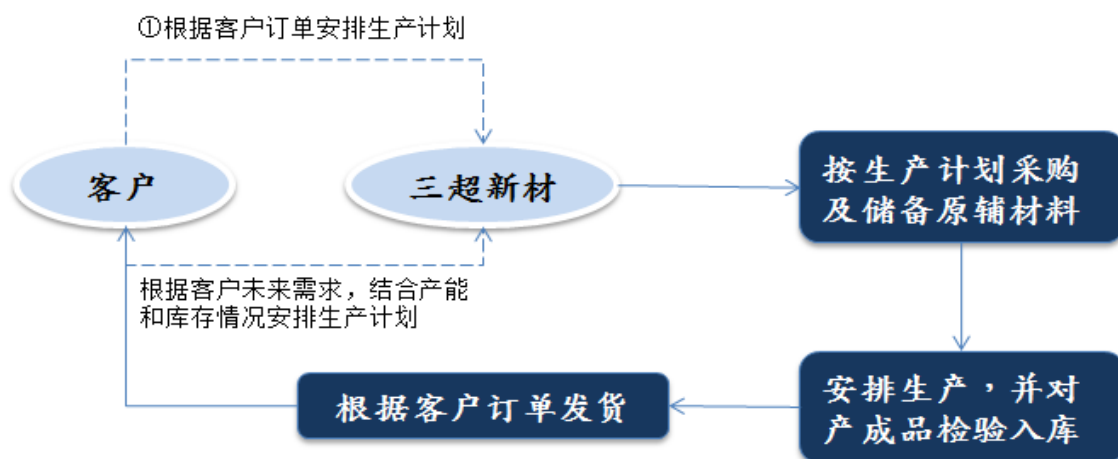 ①根据客户订单安排生产计划
客户
三超新材
按生产计划采购
及储备原辅材料
根据客户未来需求，结合产能
和库存情况安排生产计划
根据客户订单发货
安排生产，并对
产成品检验入库